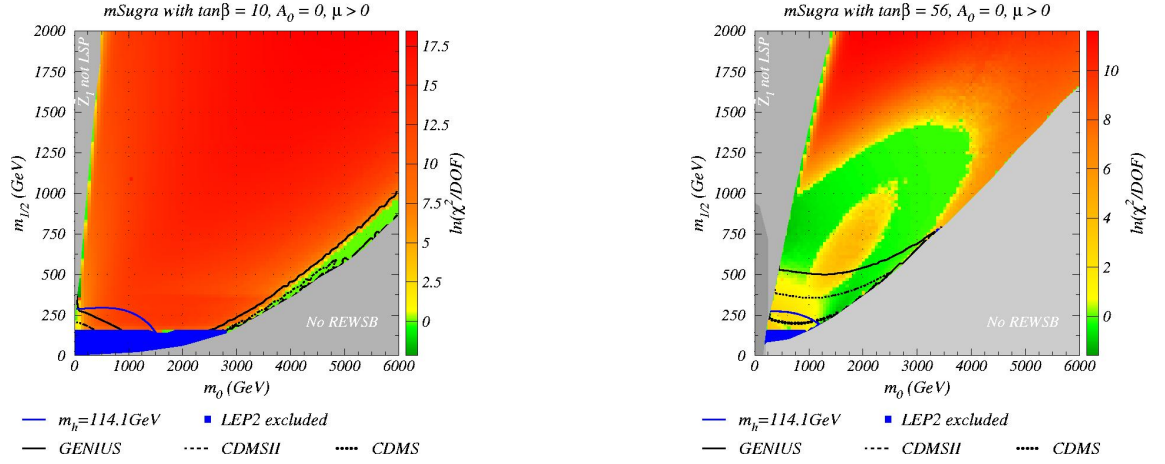 mSugra with tanβ = 10, A₀ = 0, μ > 0
2000
1750
1500
1250
1000
750
500
250
0
m₁/₂ (GeV)
Z̃₁ not LSP
No REWSB
0 1000 2000 3000 4000 5000 6000
m₀ (GeV)
17.5
15
12.5
10
7.5
5
2.5
0
ln(χ²/DOF)
m_h=114.1GeV LEP2 excluded
GENIUS CDMSII CDMS
mSugra with tanβ = 56, A₀ = 0, μ > 0
2000
1750
1500
1250
1000
750
500
250
0
m₁/₂ (GeV)
Z̃₁ not LSP
No REWSB
0 1000 2000 3000 4000 5000 6000
m₀ (GeV)
10
8
6
4
2
0
ln(χ²/DOF)
m_h=114.1GeV LEP2 excluded
GENIUS CDMSII CDMS